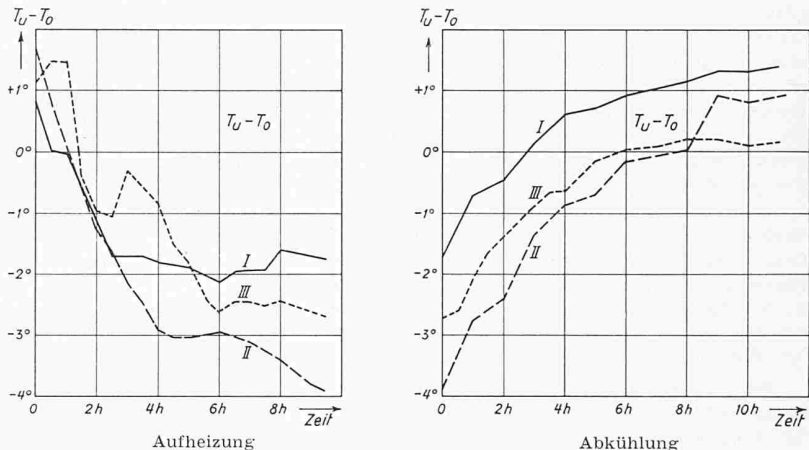 T_U-T_O
+1°
0°
-1°
-2°
-3°
-4°
T_U-T_O
I
III
II
0 2h 4h 6h 8h Zeit
Aufheizung
T_U-T_O
+1°
0°
-1°
-2°
-3°
-4°
I
T_U-T_O
III
II
0 2h 4h 6h 8h 10h Zeit
Abkühlung